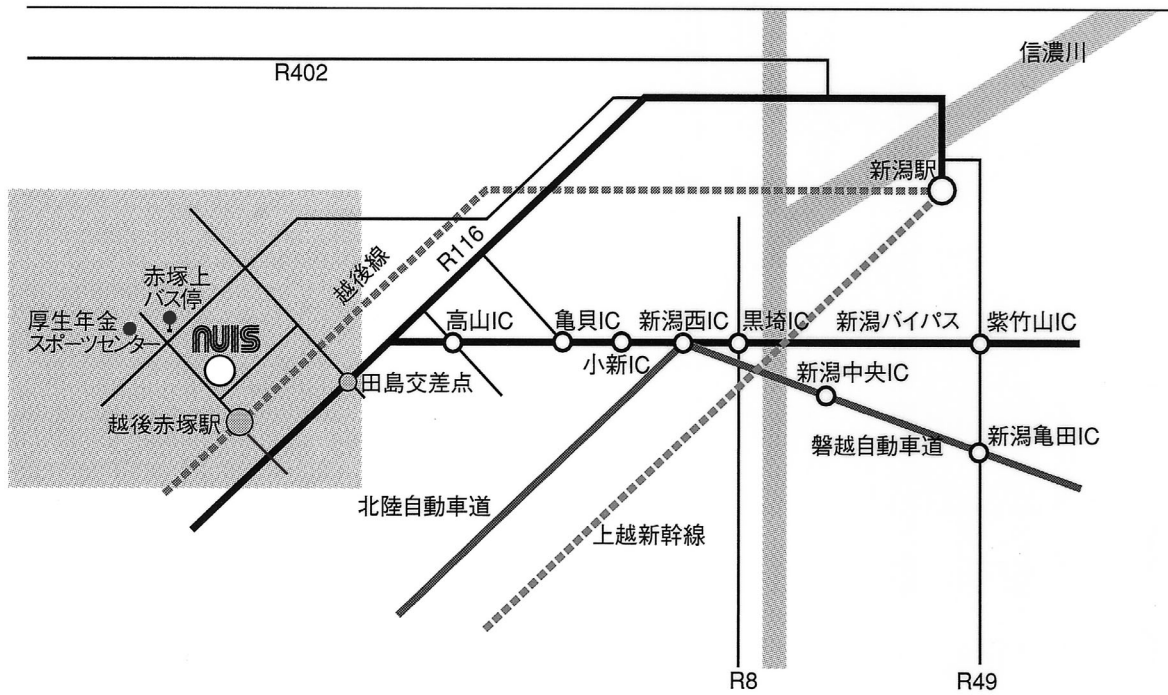 信濃川
R402
新潟駅
越後線
R116
赤塚上
バス停
厚生年金
スポーツセンター
NUIS
高山IC
亀貝IC
小新IC
新潟西IC
黒埼IC
新潟バイパス
紫竹山IC
田島交差点
新潟中央IC
越後赤塚駅
磐越自動車道
新潟亀田IC
北陸自動車道
上越新幹線
R8
R49